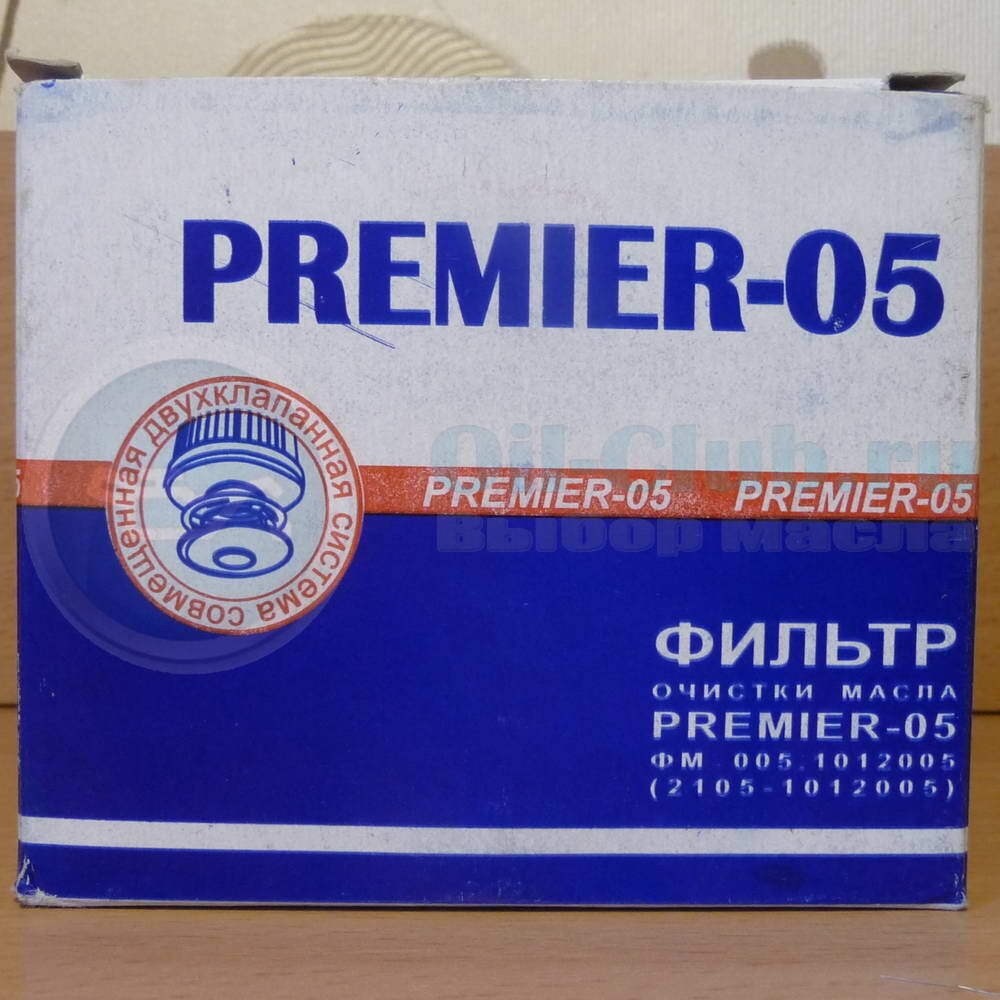 PREMIER-05
совмещенная двухклапанная система
Oil-Club.ru
5 PREMIER-05 PREMIER-05
Выбор масла
ФИЛЬТР
ОЧИСТКИ МАСЛА
PREMIER-05
ФМ 005.1012005
(2105-1012005)